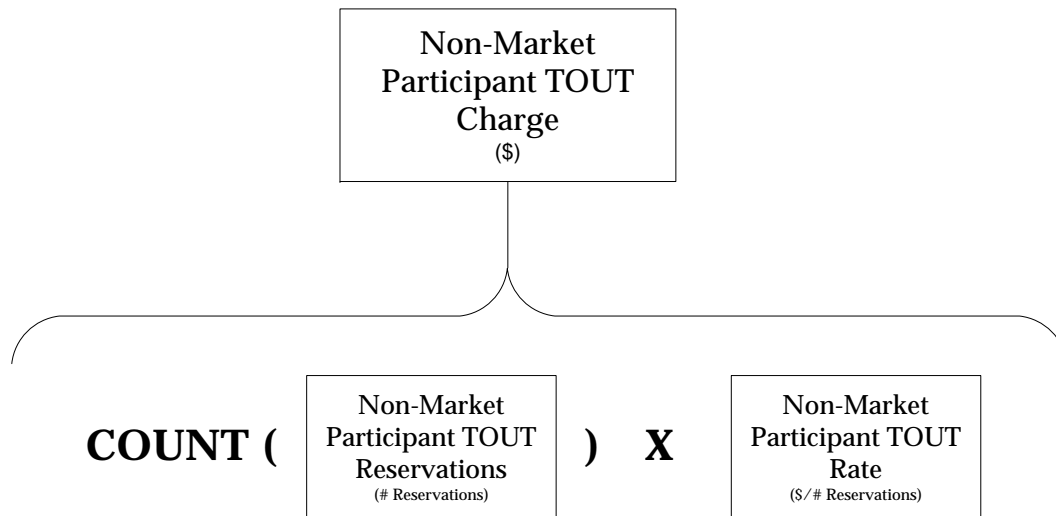 Non-Market
Participant TOUT
Charge
($)
COUNT (
Non-Market
Participant TOUT
Reservations
(# Reservations)
)
X
Non-Market
Participant TOUT
Rate
($/# Reservations)